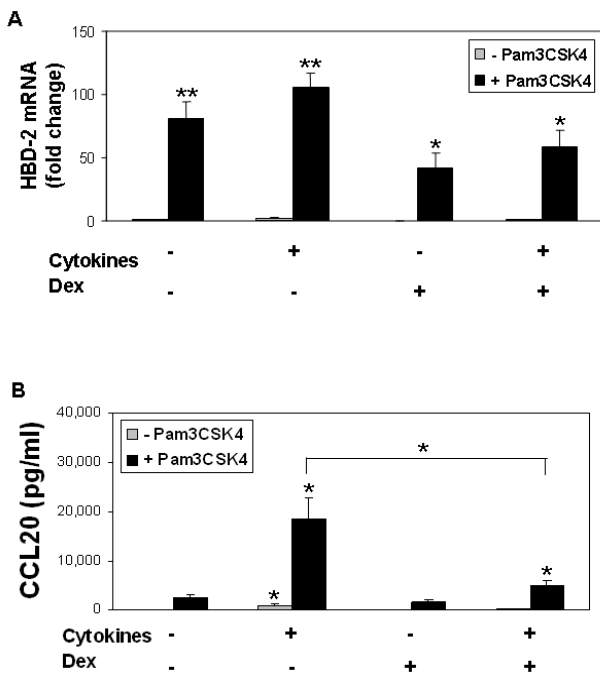 A
HBD-2 mRNA
(fold change)
150
100
50
0
- Pam3CSK4
+ Pam3CSK4
** ** * *
Cytokines - + - +
Dex - - + +
B
CCL20 (pg/ml)
40,000
30,000
20,000
10,000
0
- Pam3CSK4
+ Pam3CSK4
*
* * *
Cytokines - + - +
Dex - - + +